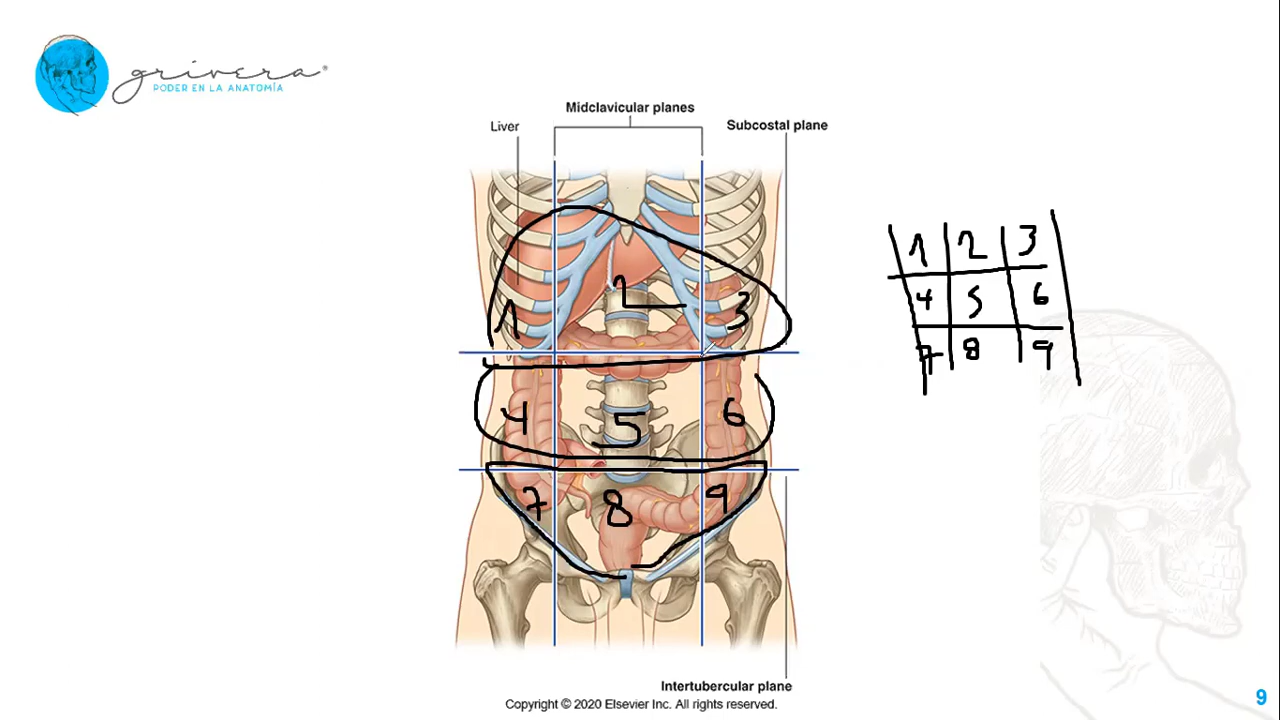 grivera®
PODER EN LA ANATOMÍA
Midclavicular planes
Liver
Subcostal plane
1 2 3
4 5 6
7 8 9
1 2 3
4 5 6
7 8 9
Intertubercular plane
Copyright © 2020 Elsevier Inc. All rights reserved.
9